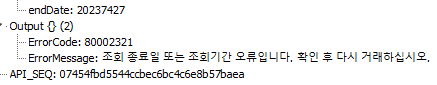 endDate: 20237427
Output {} (2)
ErrorCode: 80002321
ErrorMessage: 조회 종료일 또는 조회기간 오류입니다. 확인 후 다시 거래하십시오.
API_SEQ: 07454fbd5544ccbec6bc4c6e8b57baea